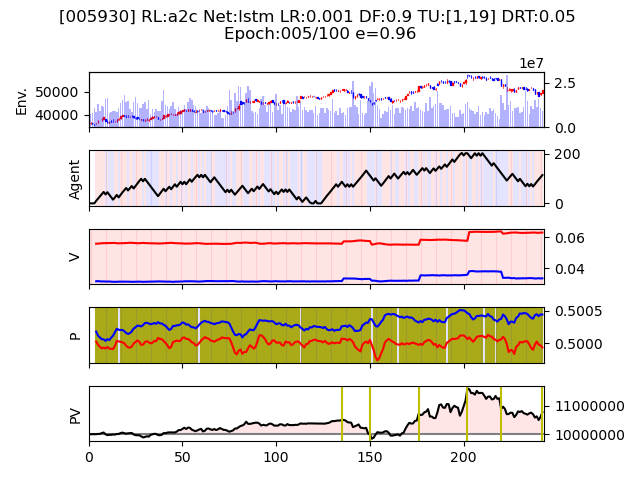 [005930] RL:a2c Net:lstm LR:0.001 DF:0.9 TU:[1,19] DRT:0.05
Epoch:005/100 e=0.96
1e7
Env.
50000
40000
2.5
0.0
Agent
200
0
V
0.06
0.04
P
0.5005
0.5000
PV
11000000
10000000
0 50 100 150 200